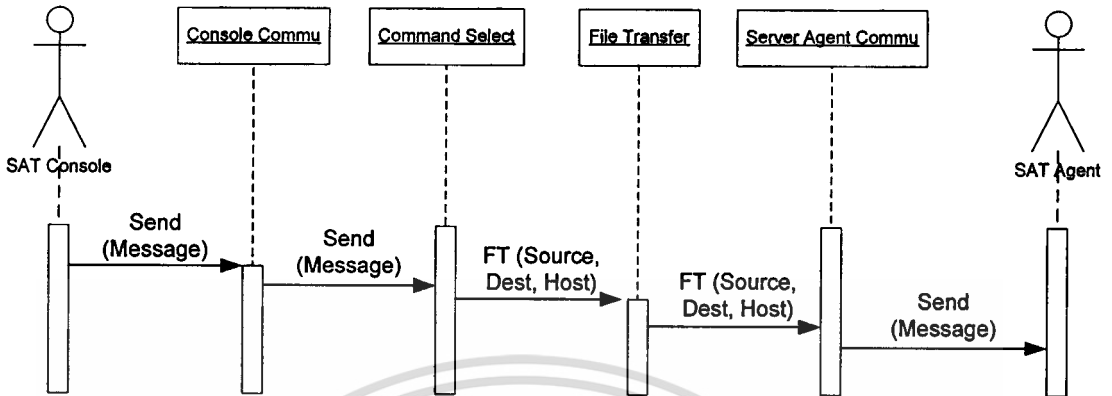 Console Commu
Command Select
File Transfer
Server Agent Commu
SAT Console
SAT Agent
Send
(Message)
Send
(Message)
FT (Source,
Dest, Host)
FT (Source,
Dest, Host)
Send
(Message)